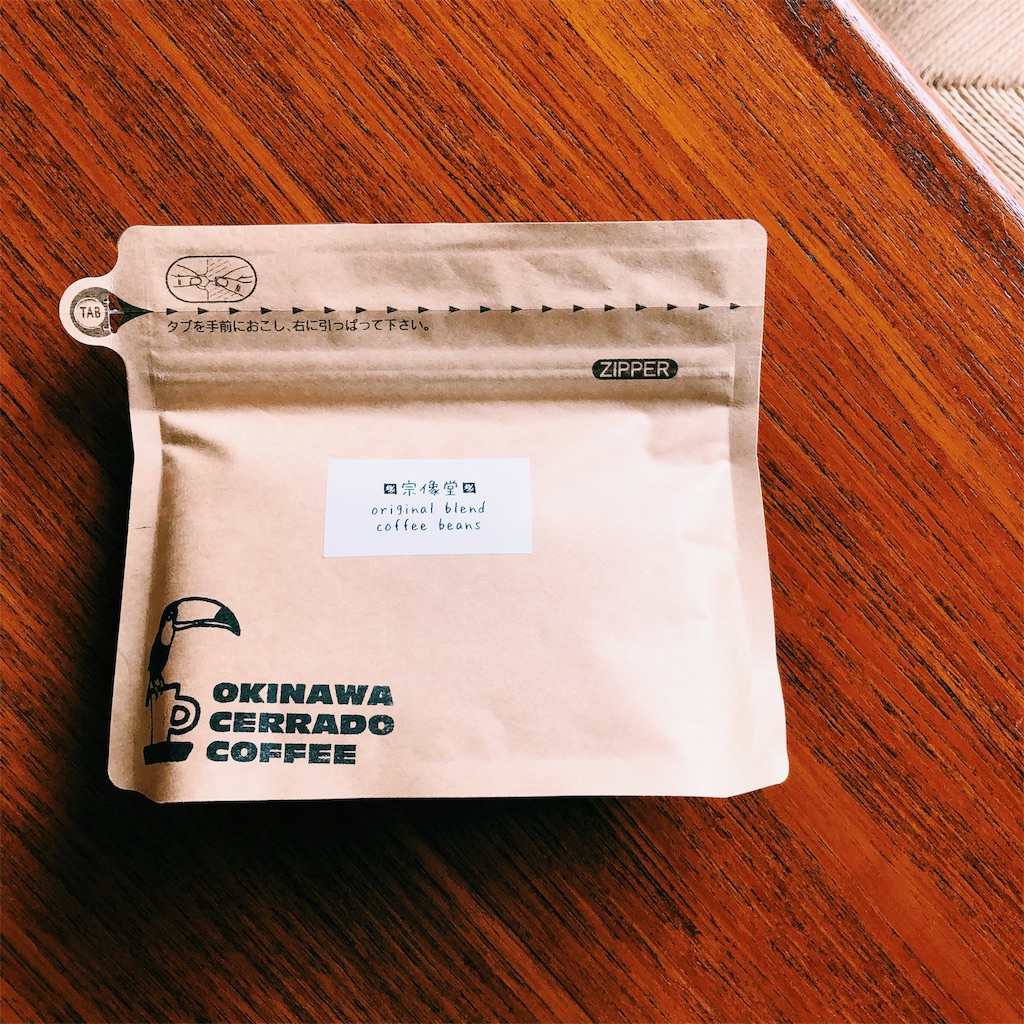 TAB
タブを手前におこし、右に引っぱって下さい。
ZIPPER
宗像堂
original blend
coffee beans
OKINAWA
CERRADO
COFFEE